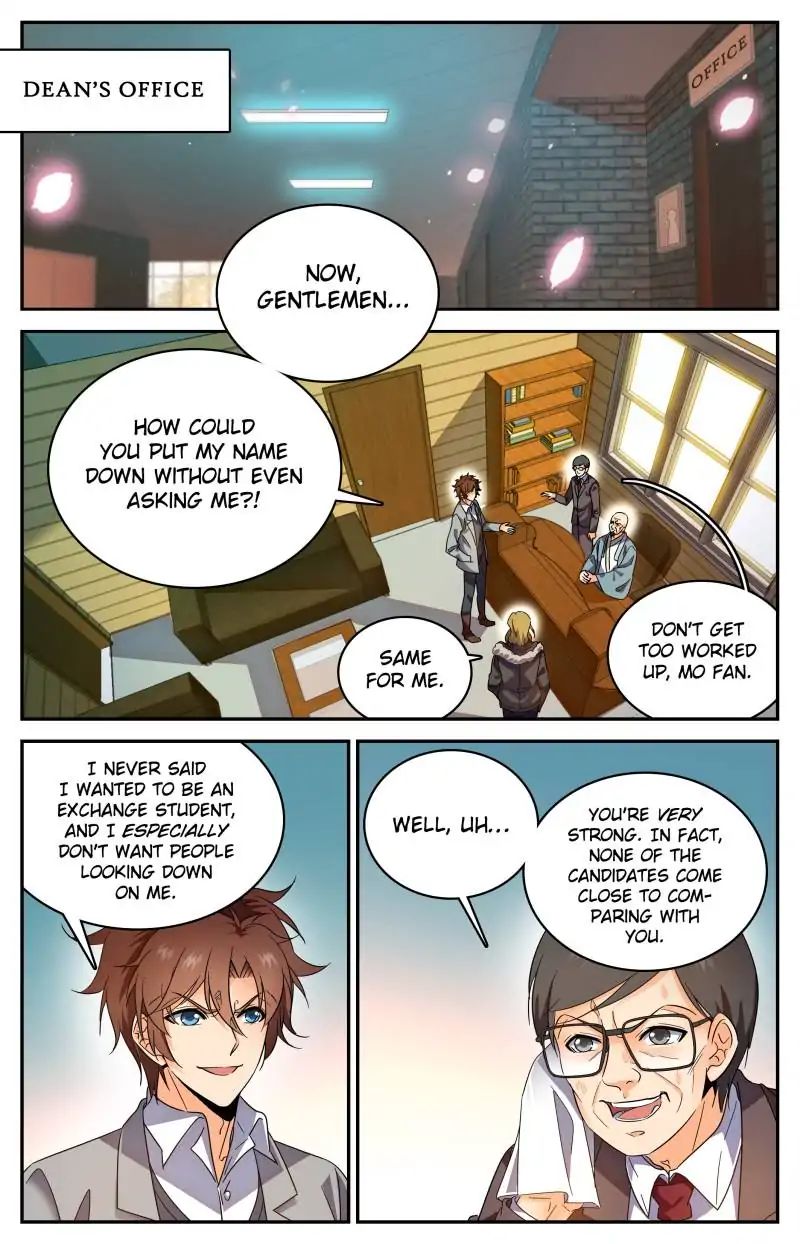 DEAN'S OFFICE
OFFICE
NOW,
GENTLEMEN...
HOW COULD
YOU PUT MY NAME
DOWN WITHOUT EVEN
ASKING ME?!
SAME
FOR ME.
DON'T GET
TOO WORKED
UP, MO FAN.
I NEVER SAID
I WANTED TO BE AN
EXCHANGE STUDENT,
AND I ESPECIALLY
DON'T WANT PEOPLE
LOOKING DOWN
ON ME.
WELL, UH...
YOU'RE VERY
STRONG. IN FACT,
NONE OF THE
CANDIDATES COME
CLOSE TO COM-
PARING WITH
YOU.